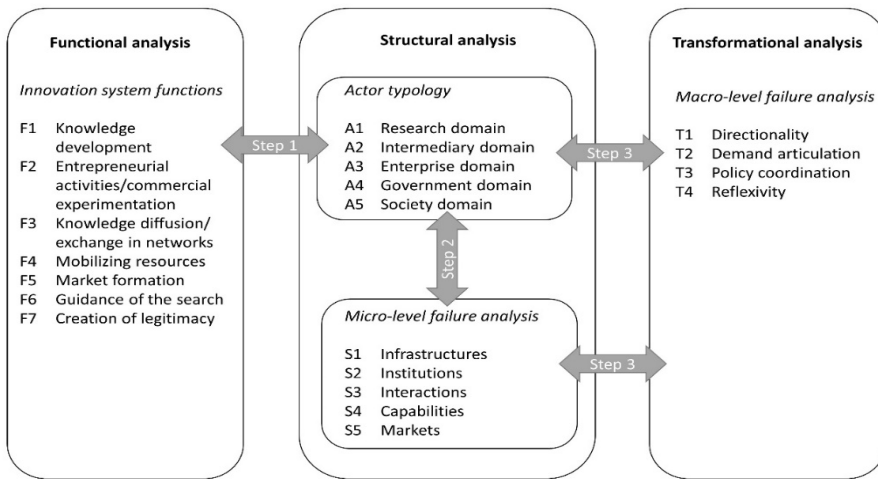 Functional analysis
Innovation system functions
F1 Knowledge
development
F2 Entrepreneurial
activities/commercial
experimentation
F3 Knowledge diffusion/
exchange in networks
F4 Mobilizing resources
F5 Market formation
F6 Guidance of the search
F7 Creation of legitimacy
Step 1
Structural analysis
Actor typology
A1 Research domain
A2 Intermediary domain
A3 Enterprise domain
A4 Government domain
A5 Society domain
Step 2
Micro-level failure analysis
S1 Infrastructures
S2 Institutions
S3 Interactions
S4 Capabilities
S5 Markets
Step 3
Step 3
Transformational analysis
Macro-level failure analysis
T1 Directionality
T2 Demand articulation
T3 Policy coordination
T4 Reflexivity